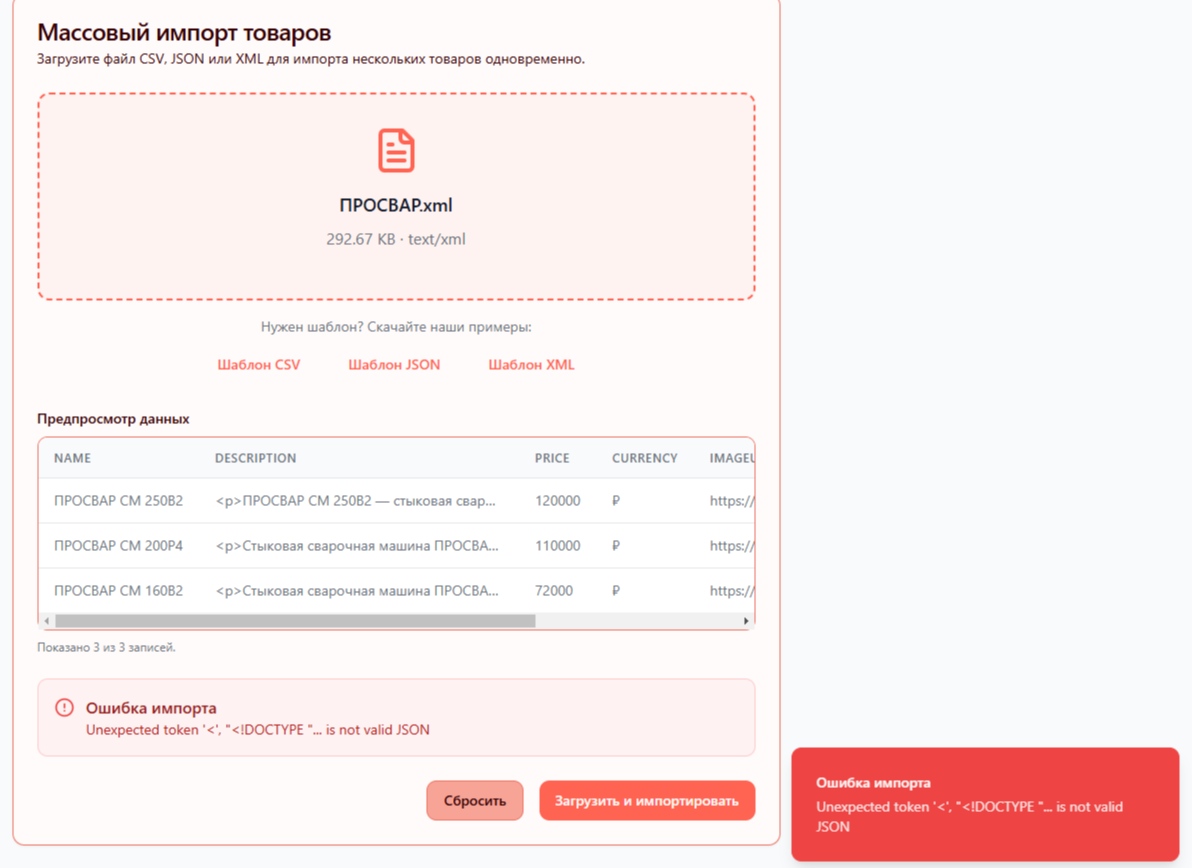 Массовый импорт товаров
Загрузите файл CSV, JSON или XML для импорта нескольких товаров одновременно.
ПРОСВАР.xml
292.67 KB · text/xml
Нужен шаблон? Скачайте наши примеры:
Шаблон CSV Шаблон JSON Шаблон XML
Предпросмотр данных
NAME DESCRIPTION PRICE CURRENCY IMAGEU
ПРОСВАР СМ 250В2 <p>ПРОСВАР СМ 250В2 — стыковая свар... 120000 ₽ https://
ПРОСВАР СМ 200Р4 <p>Стыковая сварочная машина ПРОСВА... 110000 ₽ https://
ПРОСВАР СМ 160В2 <p>Стыковая сварочная машина ПРОСВА... 72000 ₽ https://
Показано 3 из 3 записей.
Ошибка импорта
Unexpected token '<', "<!DOCTYPE "... is not valid JSON
Сбросить Загрузить и импортировать
Ошибка импорта
Unexpected token '<', "<!DOCTYPE "... is not valid
JSON